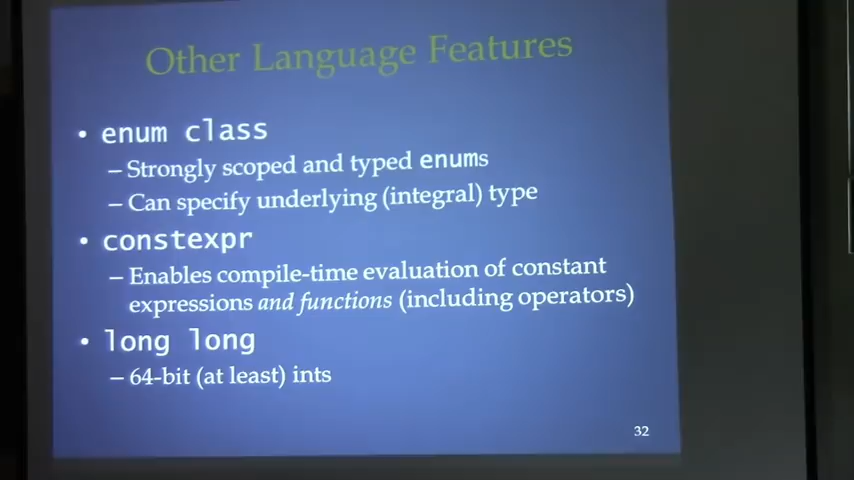 Other Language Features
• enum class
– Strongly scoped and typed enums
– Can specify underlying (integral) type
• constexpr
– Enables compile-time evaluation of constant
expressions and functions (including operators)
• long long
– 64-bit (at least) ints
32